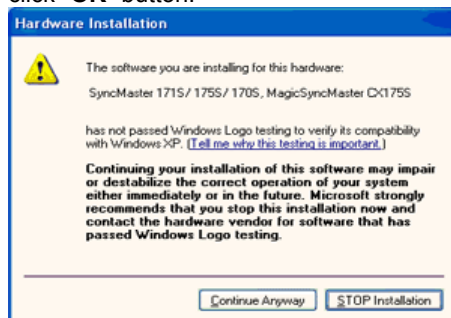 click "OK" button.
Hardware Installation
The software you are installing for this hardware:
SyncMaster 171S/ 175S/ 170S, MagicSyncMaster CX175S
has not passed Windows Logo testing to verify its compatibility
with Windows XP. (Tell me why this testing is important.)
Continuing your installation of this software may impair
or destabilize the correct operation of your system
either immediately or in the future. Microsoft strongly
recommends that you stop this installation now and
contact the hardware vendor for software that has
passed Windows Logo testing.
Continue Anyway
STOP Installation